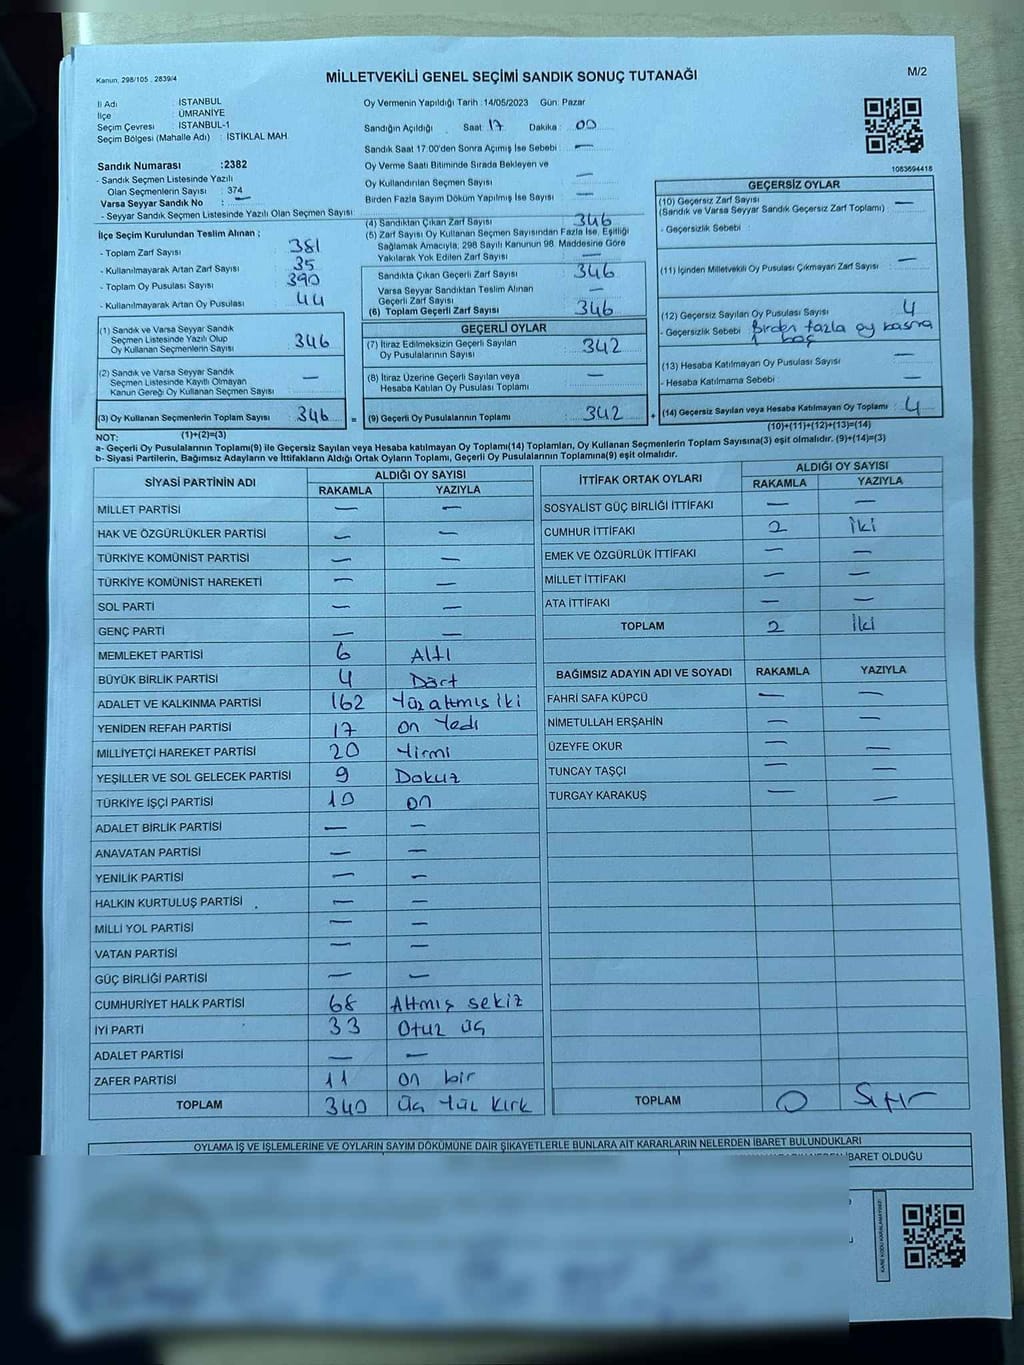 Kanun, 298/105 , 2839/4
MİLLETVEKİLİ GENEL SEÇİMİ SANDIK SONUÇ TUTANAĞI
M/2
İl Adı : İSTANBUL
İlçe : ÜMRANİYE
Seçim Çevresi : İSTANBUL-1
Seçim Bölgesi (Mahalle Adı) : İSTİKLAL MAH.
Sandık Numarası :2382
- Sandık Seçmen Listesinde Yazılı
Olan Seçmenlerin Sayısı : 374
Varsa Seyyar Sandık No : —
- Seyyar Sandık Seçmen Listesinde Yazılı Olan Seçmen Sayısı
Oy Vermenin Yapıldığı Tarih :14/05/2023 Gün: Pazar
Sandığın Açıldığı Saat 17 Dakika : 00
Sandık Saat 17:00'den Sonra Açımış İse Sebebi : —
Oy Verme Saati Bitiminde Sırada Bekleyen ve
Oy Kullandırılan Seçmen Sayısı —
Birden Fazla Sayım Döküm Yapılmış İse Sayısı : —
1083694418
İlçe Seçim Kurulundan Teslim Alınan ;
- Toplam Zarf Sayısı : 381
- Kullanılmayarak Artan Zarf Sayısı : 35
- Toplam Oy Pusulası Sayısı : 390
- Kullanılmayarak Artan Oy Pusulası : 44
(1) Sandık ve Varsa Seyyar Sandık
Seçmen Listesinde Yazılı Olup
Oy Kullanan Seçmenlerin Sayısı 346
(2) Sandık ve Varsa Seyyar Sandık
Seçmen Listesinde Kayıtlı Olmayan
Kanun Gereği Oy Kullanan Seçmen Sayısı —
(3) Oy Kullanan Seçmenlerin Toplam Sayısı : 346
(1)+(2)=(3)
(4) Sandıktan Çıkan Zarf Sayısı 346
(5) Zarf Sayısı Oy Kullanan Seçmen Sayısından Fazla İse, Eşitliği
Sağlamak Amacıyla, 298 Sayılı Kanunun 98. Maddesine Göre
Yakılarak Yok Edilen Zarf Sayısı : —
Sandıkta Çıkan Geçerli Zarf Sayısı : 346
Varsa Seyyar Sandıktan Teslim Alınan
Geçerli Zarf Sayısı : —
(6) Toplam Geçerli Zarf Sayısı : 346
GEÇERLİ OYLAR
(7) İtiraz Edilmeksizin Geçerli Sayılan
Oy Pusulasının Sayısı : 342
(8) İtiraz Üzerine Geçerli Sayılan veya
Hesaba Katılan Oy Pusulası Toplamı : —
= (9) Geçerli Oy Pusulalarının Toplamı : 342 +
GEÇERSİZ OYLAR
(10) Geçersiz Zarf Sayısı
(Sandık ve Varsa Seyyar Sandık Geçersiz Zarf Toplamı) : —
- Geçersizlik Sebebi :
(11) İçinden Milletvekili Oy Pusulası Çıkmayan Zarf Sayısı : —
(12) Geçersiz Sayılan Oy Pusulası Sayısı : 4
- Geçersizlik Sebebi : Birden fazla oy basma
(13) Hesaba Katılmayan Oy Pusulası Sayısı : —
- Hesaba Katılmama Sebebi : —
(14) Geçersiz Sayılan veya Hesaba Katılmayan Oy Toplamı : 4
(10)+(11)+(12)+(13)=(14)
NOT:
a- Geçerli Oy Pusulalarının Toplamı(9) ile Geçersiz Sayılan veya Hesaba katılmayan Oy Toplamı(14) Toplamları, Oy Kullanan Seçmenlerin Toplam Sayısına(3) eşit olmalıdır. (9)+(14)=(3)
b- Siyasi Partilerin, Bağımsız Adayların ve İttifakların Aldığı Ortak Oyların Toplamı, Geçerli Oy Pusulalarının Toplamına(9) eşit olmalıdır.
SİYASİ PARTİNİN ADI ALDIĞI OY SAYISI
RAKAMLA YAZIYLA
MİLLET PARTİSİ — —
HAK VE ÖZGÜRLÜKLER PARTİSİ — —
TÜRKİYE KOMÜNİST PARTİSİ — —
TÜRKİYE KOMÜNİST HAREKETİ — —
SOL PARTİ — —
GENÇ PARTİ — —
MEMLEKET PARTİSİ 6 Altı
BÜYÜK BİRLİK PARTİSİ 4 Dört
ADALET VE KALKINMA PARTİSİ 162 Yüz altmış iki
YENİDEN REFAH PARTİSİ 17 on Yedi
MİLLİYETÇİ HAREKET PARTİSİ 20 Yirmi
YEŞİLLER VE SOL GELECEK PARTİSİ 9 Dokuz
TÜRKİYE İŞÇİ PARTİSİ 10 on
ADALET BİRLİK PARTİSİ — —
ANAVATAN PARTİSİ — —
YENİLİK PARTİSİ — —
HALKIN KURTULUŞ PARTİSİ — —
MİLLİ YOL PARTİSİ — —
VATAN PARTİSİ — —
GÜÇ BİRLİĞİ PARTİSİ — —
CUMHURİYET HALK PARTİSİ 68 Altmış sekiz
İYİ PARTİ 33 Otuz üç
ADALET PARTİSİ — —
ZAFER PARTİSİ 11 on bir
TOPLAM 340 Üç Yüz Kırk
İTTİFAK ORTAK OYLARI ALDIĞI OY SAYISI
RAKAMLA YAZIYLA
SOSYALİST GÜÇ BİRLİĞİ İTTİFAKI — —
CUMHUR İTTİFAKI 2 İki
EMEK VE ÖZGÜRLÜK İTTİFAKI — —
MİLLET İTTİFAKI — —
ATA İTTİFAKI — —
TOPLAM 2 İki
BAĞIMSIZ ADAYIN ADI VE SOYADI RAKAMLA YAZIYLA
FAHRİ SAFA KÜPCÜ — —
NİMETULLAH ERŞAHİN — —
ÜZEYFE OKUR — —
TUNCAY TAŞÇI — —
TURGAY KARAKUŞ — —
TOPLAM 0 Sıfır
OYLAMA İŞ VE İŞLEMLERİNE VE OYLARIN SAYIM DÖKÜMÜNE DAİR ŞİKAYETLERLE BUNLARA AİT KARARLARIN NELERDEN İBARET BULUNDUKLARI
İBARET OLDUĞU
KARE KODU KARALAMAYINIZ!